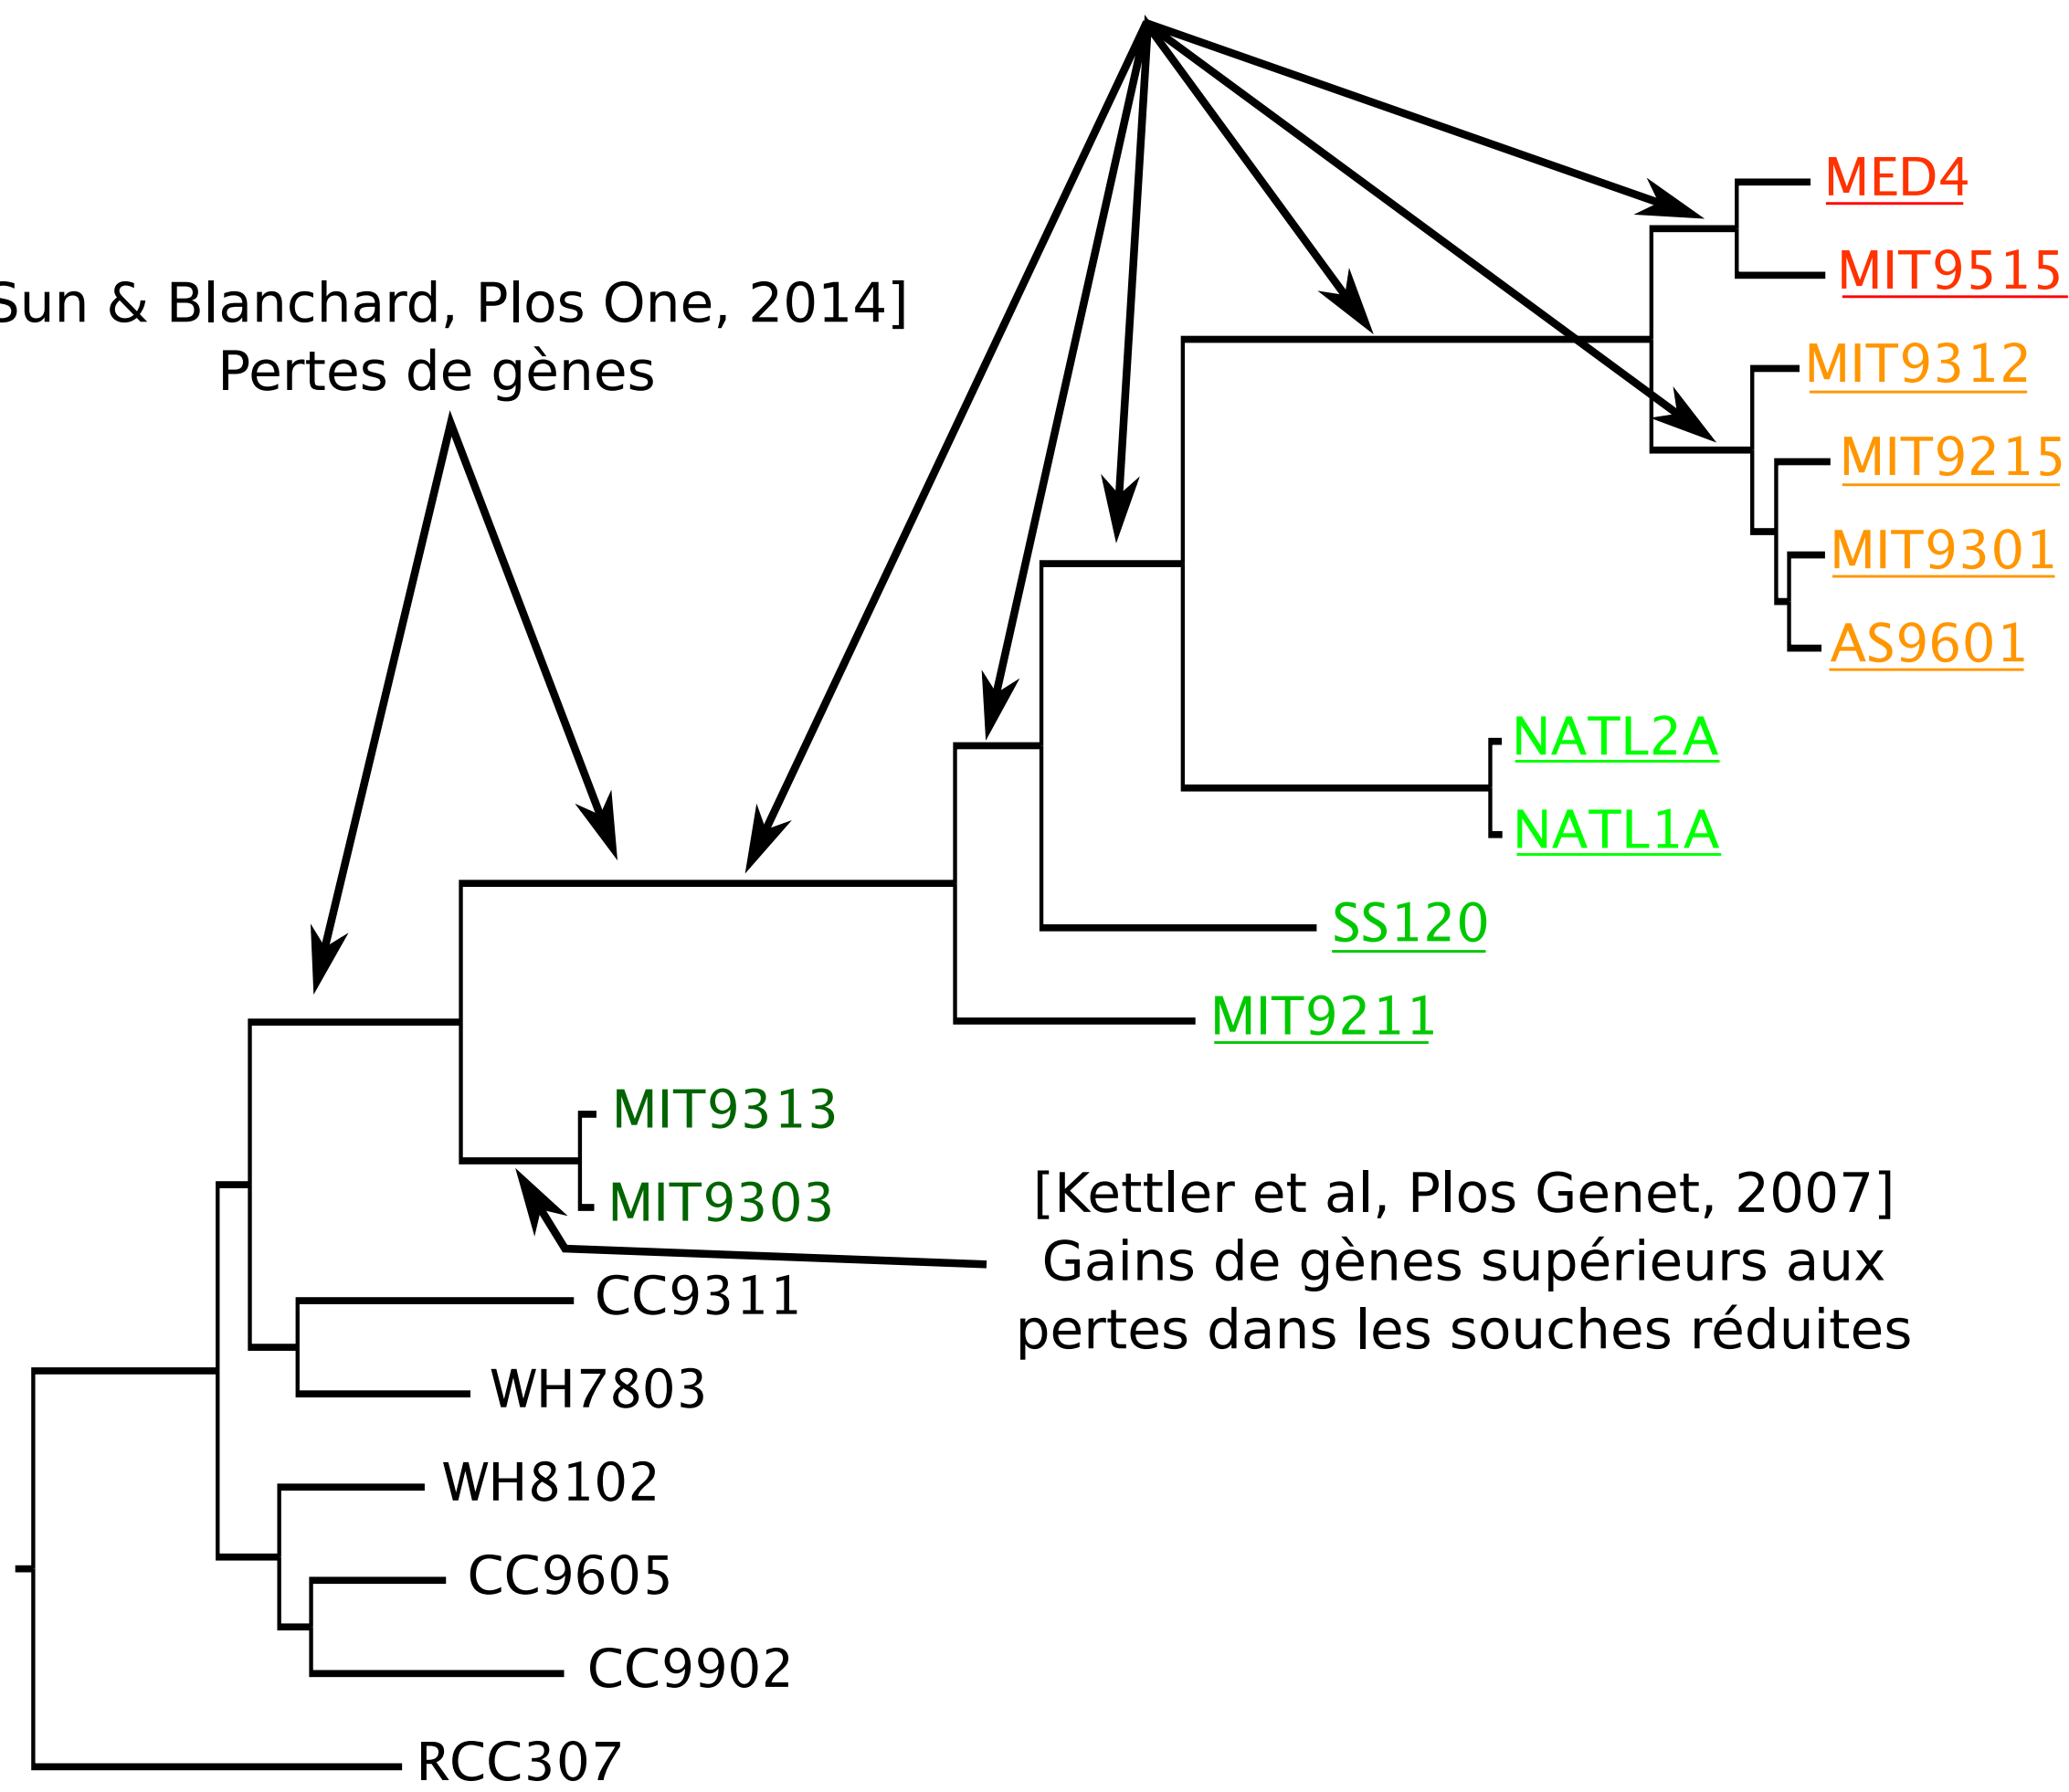 MED4
MIT9515
Sun & Blanchard, Plos One, 2014]
Pertes de gènes
MIT9312
MIT9215
MIT9301
AS9601
NATL2A
NATL1A
SS120
MIT9211
MIT9313
MIT9303
[Kettler et al, Plos Genet, 2007]
Gains de gènes supérieurs aux
pertes dans les souches réduites
CC9311
WH7803
WH8102
CC9605
CC9902
RCC307